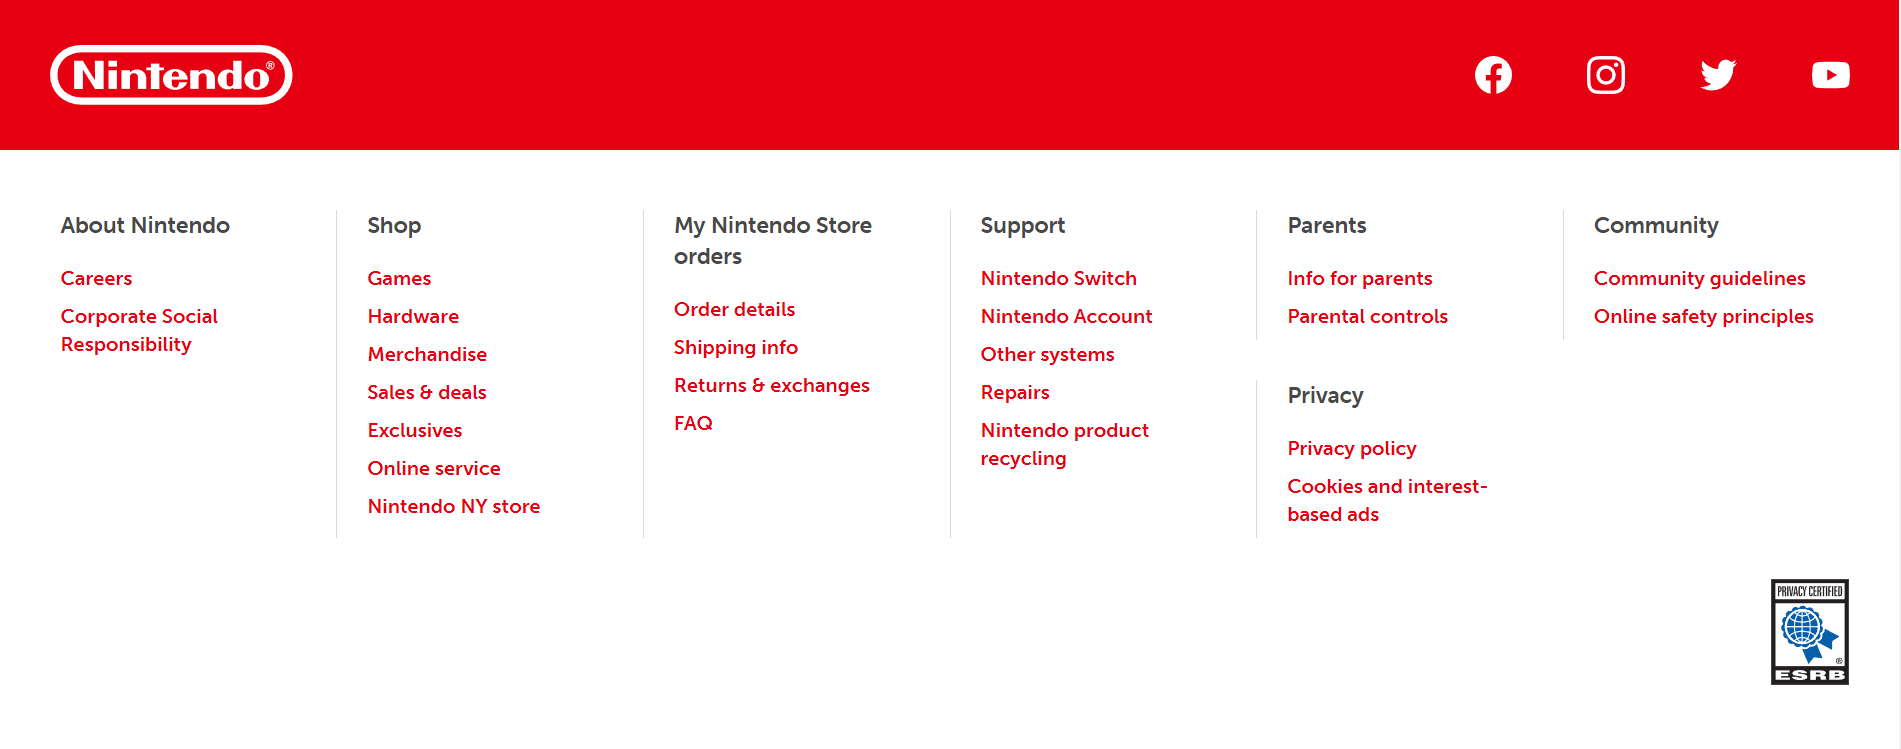 Nintendo®
About Nintendo
Careers
Corporate Social
Responsibility
Shop
Games
Hardware
Merchandise
Sales & deals
Exclusives
Online service
Nintendo NY store
My Nintendo Store
orders
Order details
Shipping info
Returns & exchanges
FAQ
Support
Nintendo Switch
Nintendo Account
Other systems
Repairs
Nintendo product
recycling
Parents
Info for parents
Parental controls
Privacy
Privacy policy
Cookies and interest-
based ads
Community
Community guidelines
Online safety principles
PRIVACY CERTIFIED
®
ESRB